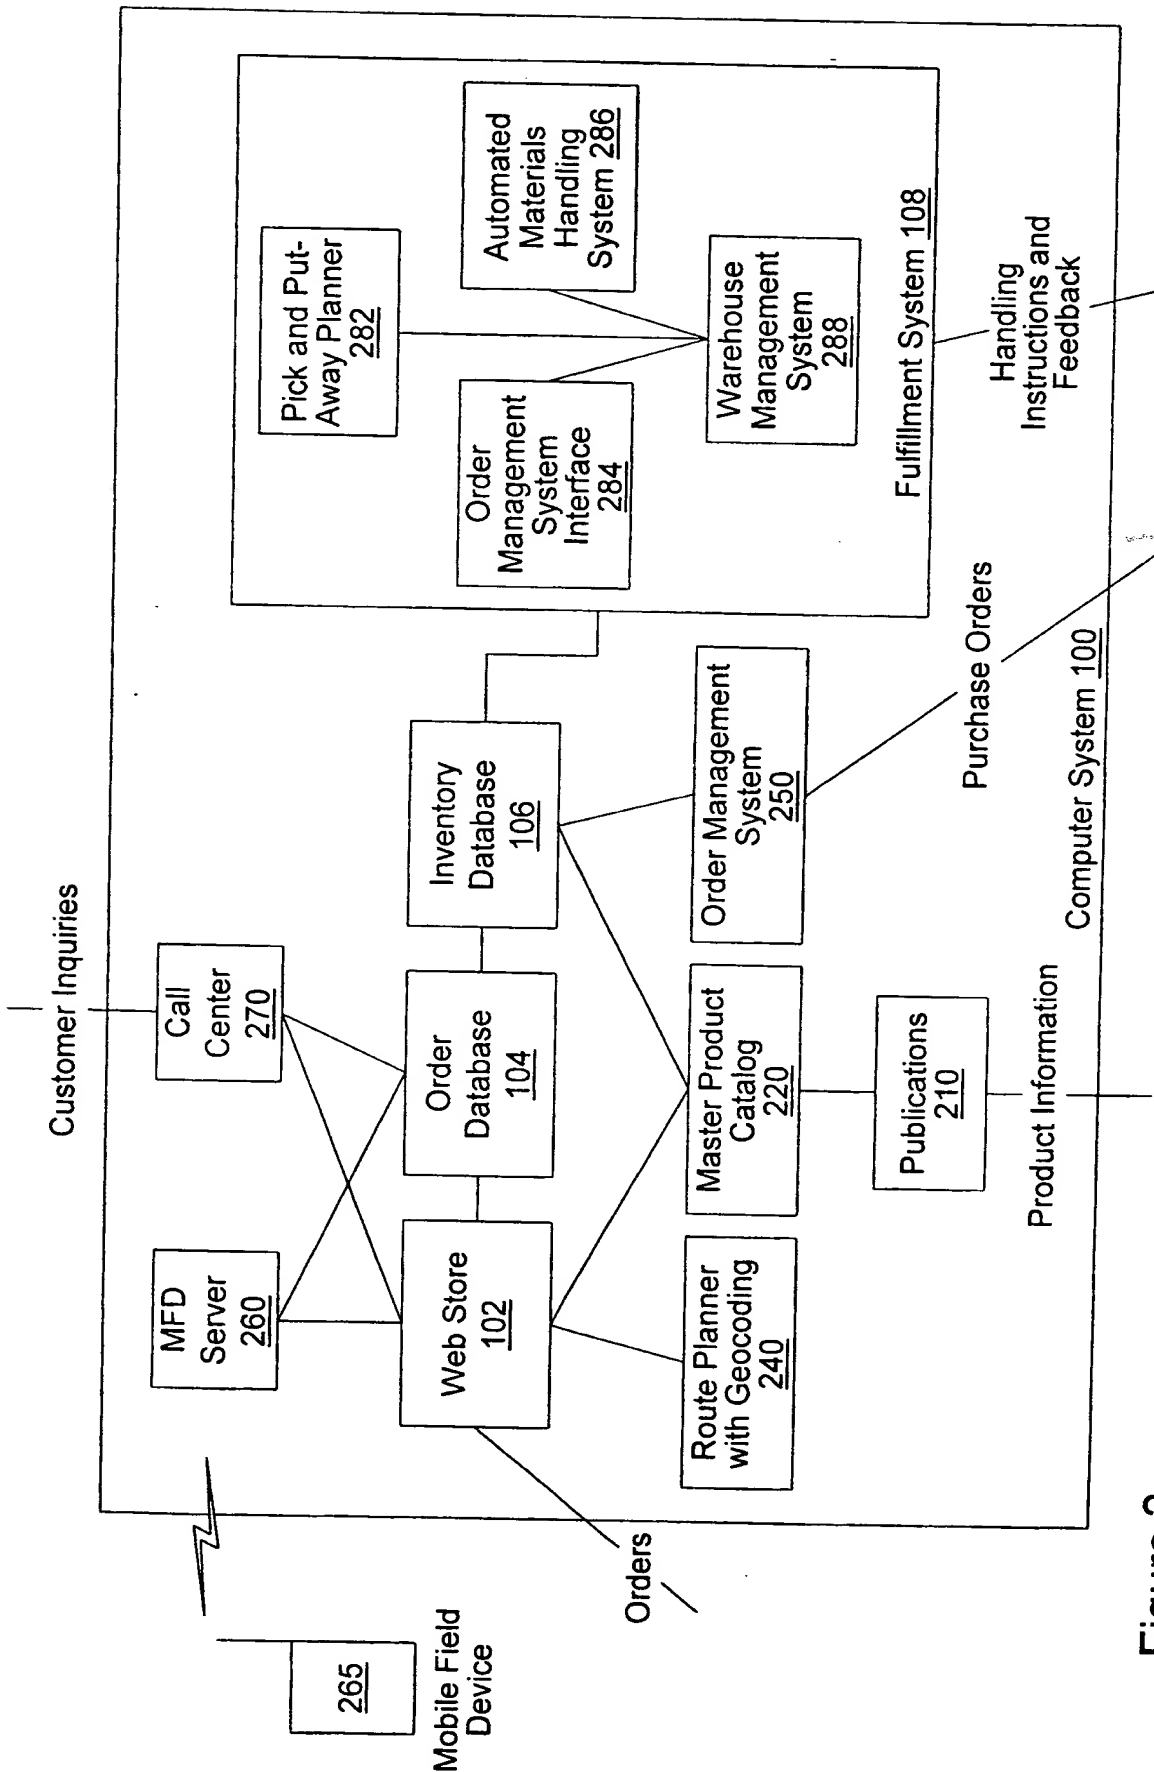 Customer Inquiries
MFD
Server
260
Call
Center
270
265
Mobile Field
Device
Orders
Web Store
102
Order
Database
104
Inventory
Database
106
Route Planner
with Geocoding
240
Master Product
Catalog
220
Order Management
System
250
Publications
210
Product Information
Purchase Orders
Computer System 100
Pick and Put-
Away Planner
282
Order
Management
System
Interface
284
Automated
Materials
Handling
System 286
Warehouse
Management
System
288
Fulfillment System 108
Handling
Instructions and
Feedback
Figure